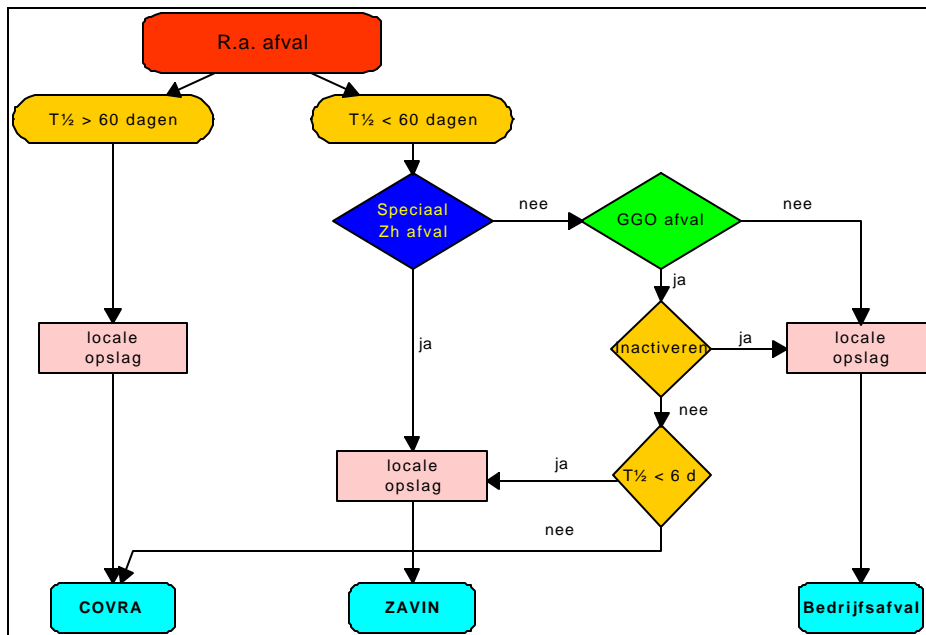 R.a. afval
T½ > 60 dagen
T½ < 60 dagen
Speciaal
Zh afval
nee
GGO afval
nee
ja
locale
opslag
ja
Inactiveren
ja
locale
opslag
nee
locale
opslag
ja
T½ < 6 d
nee
COVRA
ZAVIN
Bedrijfsafval